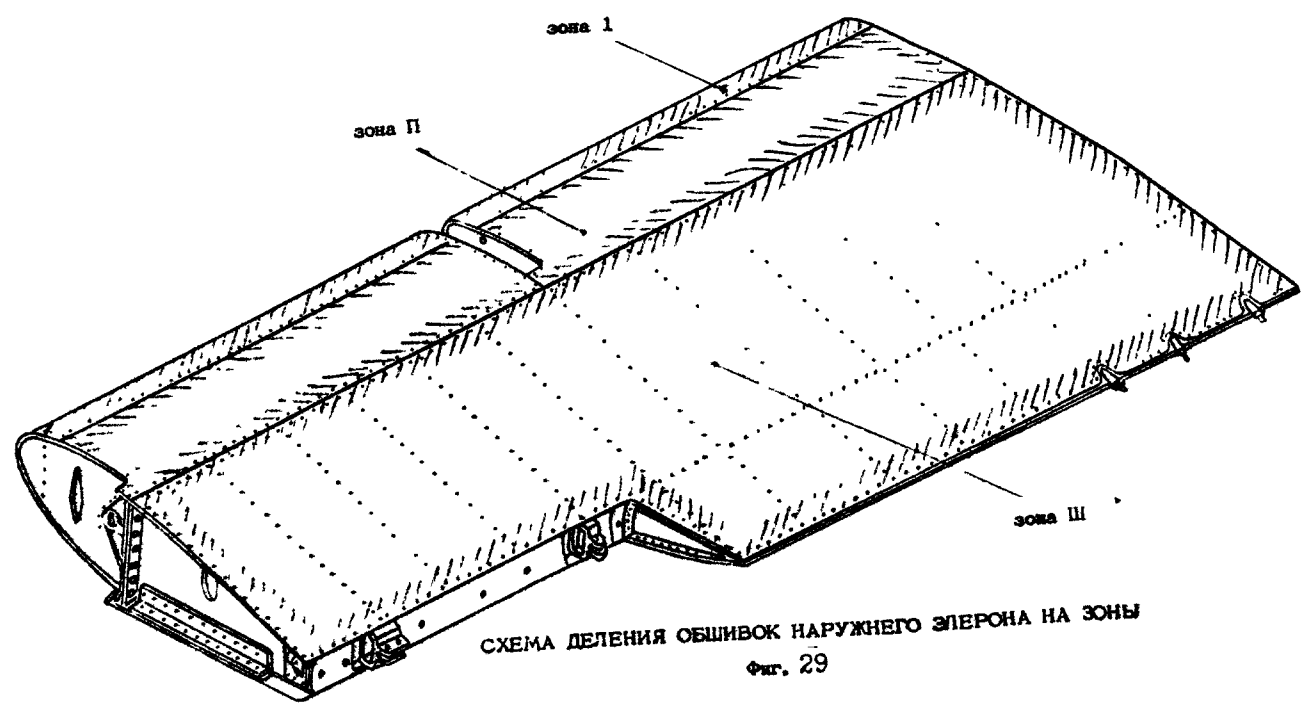 зона 1
зона П
зона Ш
СХЕМА ДЕЛЕНИЯ ОБШИВОК НАРУЖНЕГО ЭЛЕРОНА НА ЗОНЫ
Фиг. 29